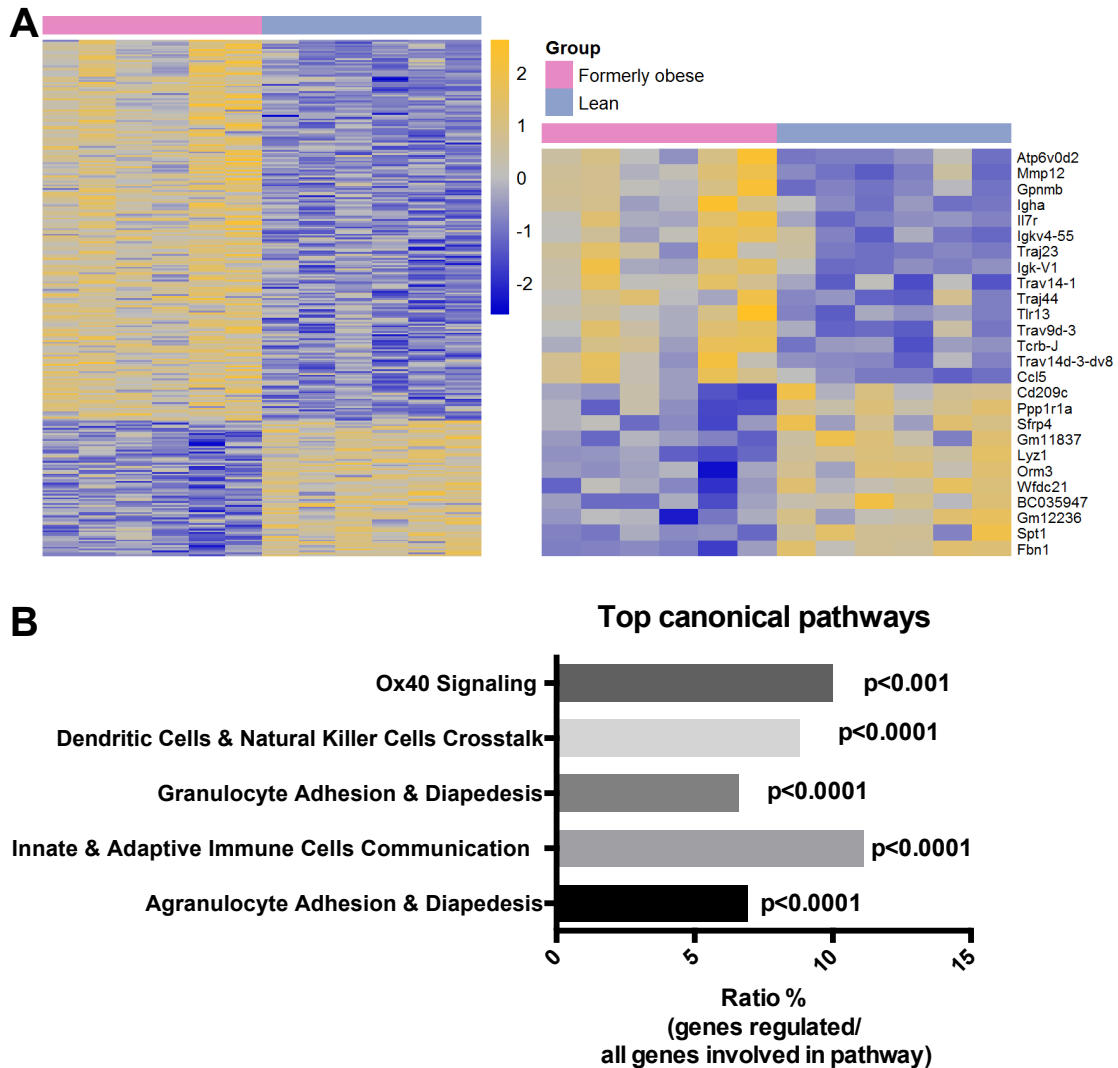 A
2
1
0
-1
-2
Group
Formerly obese
Lean
Atp6v0d2
Mmp12
Gpnmb
Igha
Il7r
Igkv4-55
Traj23
Igk-V1
Trav14-1
Traj44
Tlr13
Trav9d-3
Tcrb-J
Trav14d-3-dv8
Ccl5
Cd209c
Ppp1r1a
Sfrp4
Gm11837
Lyz1
Orm3
Wfdc21
BC035947
Gm12236
Spt1
Fbn1
B
Top canonical pathways
Ox40 Signaling p<0.001
Dendritic Cells & Natural Killer Cells Crosstalk p<0.0001
Granulocyte Adhesion & Diapedesis p<0.0001
Innate & Adaptive Immune Cells Communication p<0.0001
Agranulocyte Adhesion & Diapedesis p<0.0001
0 5 10 15
Ratio %
(genes regulated/
all genes involved in pathway)